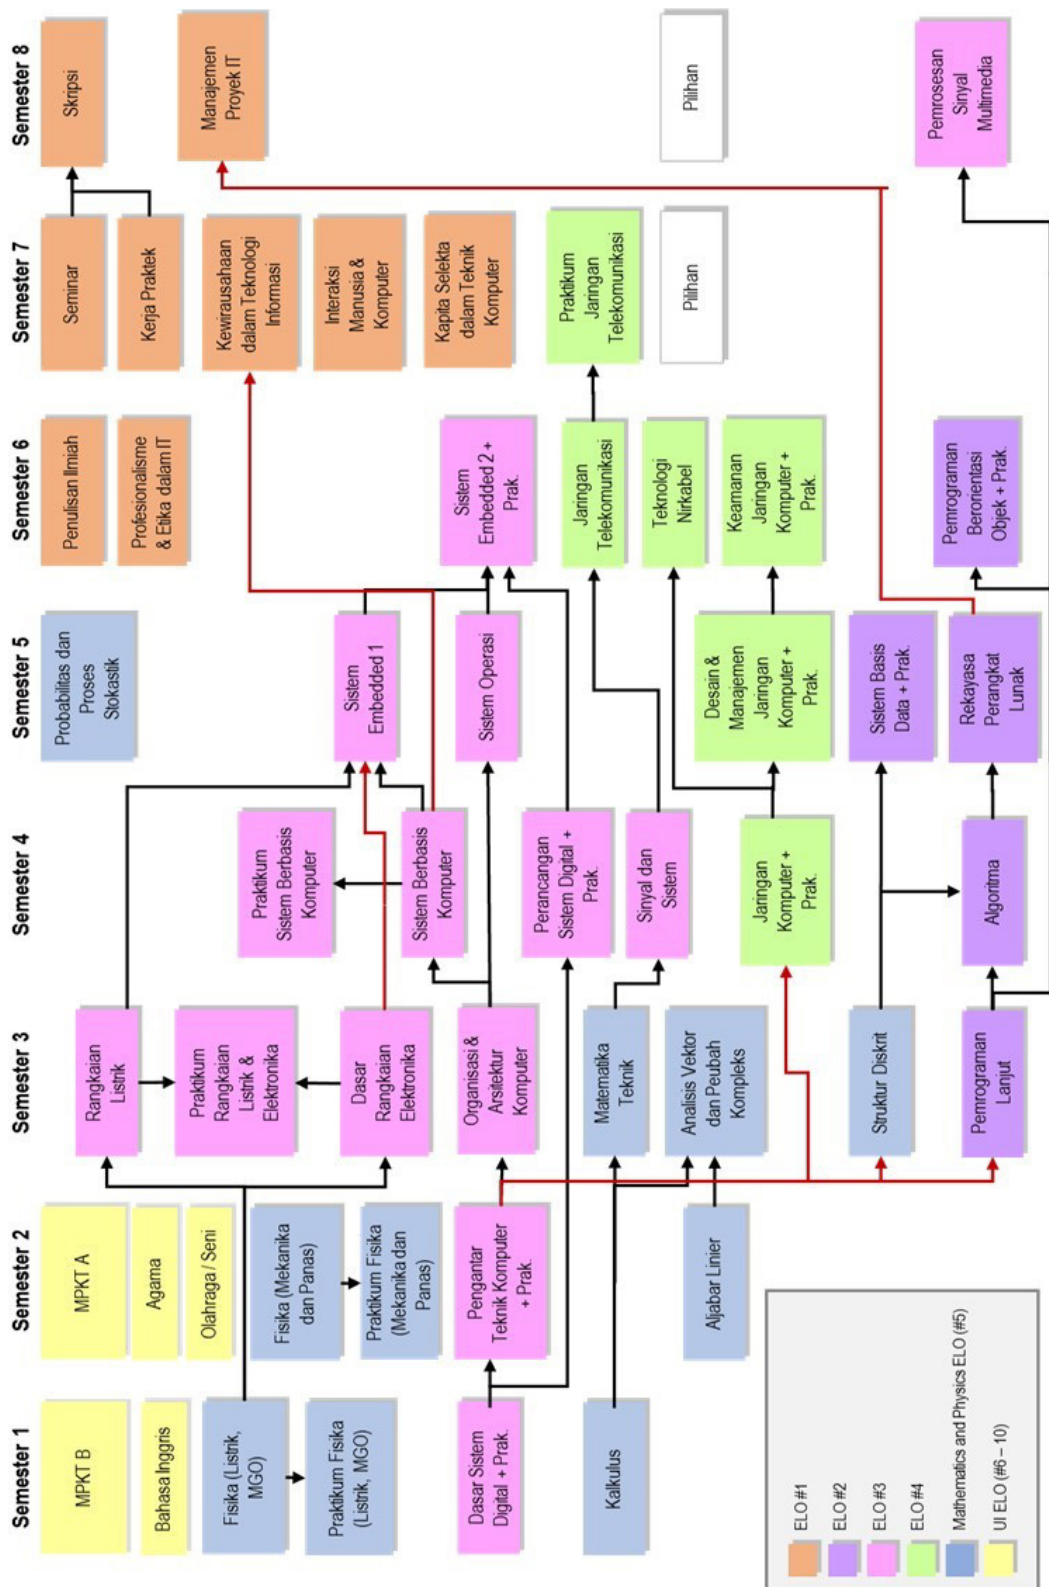 Semester 1
MPKT B
Bahasa Inggris
Fisika (Listrik,
MGO)
Praktikum Fisika
(Listrik, MGO)
Dasar Sistem
Digital + Prak.
Kalkulus
Semester 2
MPKT A
Agama
Olahraga / Seni
Fisika (Mekanika
dan Panas)
Praktikum Fisika
(Mekanika dan
Panas)
Pengantar
Teknik Komputer
+ Prak.
Aljabar Linier
Semester 3
Rangkaian
Listrik
Praktikum
Rangkaian
Listrik &
Elektronika
Dasar
Rangkaian
Elektronika
Organisasi &
Arsitektur
Komputer
Matematika
Teknik
Analisis Vektor
dan Peubah
Kompleks
Struktur Diskrit
Pemrograman
Lanjut
Semester 4
Praktikum
Sistem Berbasis
Komputer
Sistem Berbasis
Komputer
Perancangan
Sistem Digital +
Prak.
Sinyal dan
Sistem
Jaringan
Komputer +
Prak.
Algoritma
Semester 5
Probabilitas dan
Proses
Stokastik
Sistem
Embedded 1
Sistem Operasi
Desain &
Manajemen
Jaringan
Komputer +
Prak.
Sistem Basis
Data + Prak.
Rekayasa
Perangkat
Lunak
Semester 6
Penulisan Ilmiah
Profesionalisme
& Etika dalam IT
Sistem
Embedded 2 +
Prak.
Jaringan
Telekomunikasi
Teknologi
Nirkabel
Keamanan
Jaringan
Komputer +
Prak.
Pemrograman
Berorientasi
Objek + Prak.
Semester 7
Seminar
Kerja Praktek
Kewirausahaan
dalam Teknologi
Informasi
Interaksi
Manusia &
Komputer
Kapita Selekta
dalam Teknik
Komputer
Praktikum
Jaringan
Telekomunikasi
Pilihan
Semester 8
Skripsi
Manajemen
Proyek IT
Pilihan
Pemrosesan
Sinyal
Multimedia
ELO #1
ELO #2
ELO #3
ELO #4
Mathematics and Physics ELO (#5)
UI ELO (#6 – 10)